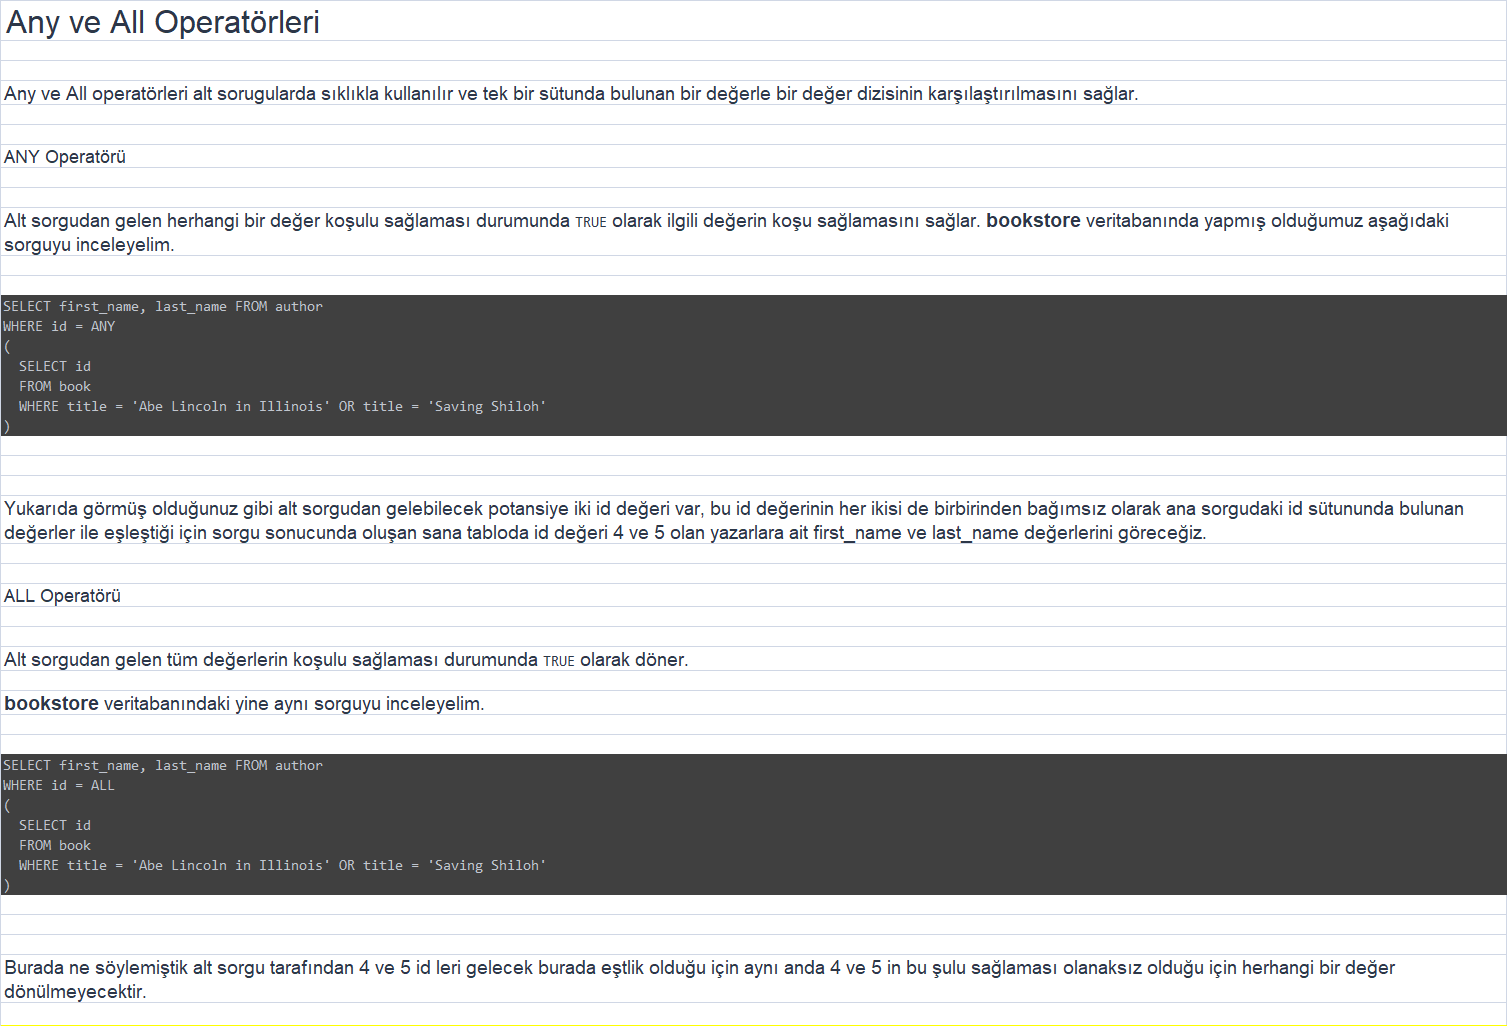 Any ve All Operatörleri
Any ve All operatörleri alt sorugularda sıklıkla kullanılır ve tek bir sütunda bulunan bir değerle bir değer dizisinin karşılaştırılmasını sağlar.
ANY Operatörü
Alt sorgudan gelen herhangi bir değer koşulu sağlaması durumunda TRUE olarak ilgili değerin koşu sağlamasını sağlar. bookstore veritabanında yapmış olduğumuz aşağıdaki
sorguyu inceleyelim.
SELECT first_name, last_name FROM author
WHERE id = ANY
(
  SELECT id
  FROM book
  WHERE title = 'Abe Lincoln in Illinois' OR title = 'Saving Shiloh'
)
Yukarıda görmüş olduğunuz gibi alt sorgudan gelebilecek potansiye iki id değeri var, bu id değerinin her ikisi de birbirinden bağımsız olarak ana sorgudaki id sütununda bulunan
değerler ile eşleştiği için sorgu sonucunda oluşan sana tabloda id değeri 4 ve 5 olan yazarlara ait first_name ve last_name değerlerini göreceğiz.
ALL Operatörü
Alt sorgudan gelen tüm değerlerin koşulu sağlaması durumunda TRUE olarak döner.
bookstore veritabanındaki yine aynı sorguyu inceleyelim.
SELECT first_name, last_name FROM author
WHERE id = ALL
(
  SELECT id
  FROM book
  WHERE title = 'Abe Lincoln in Illinois' OR title = 'Saving Shiloh'
)
Burada ne söylemiştik alt sorgu tarafından 4 ve 5 id leri gelecek burada eştlik olduğu için aynı anda 4 ve 5 in bu şulu sağlaması olanaksız olduğu için herhangi bir değer
dönülmeyecektir.